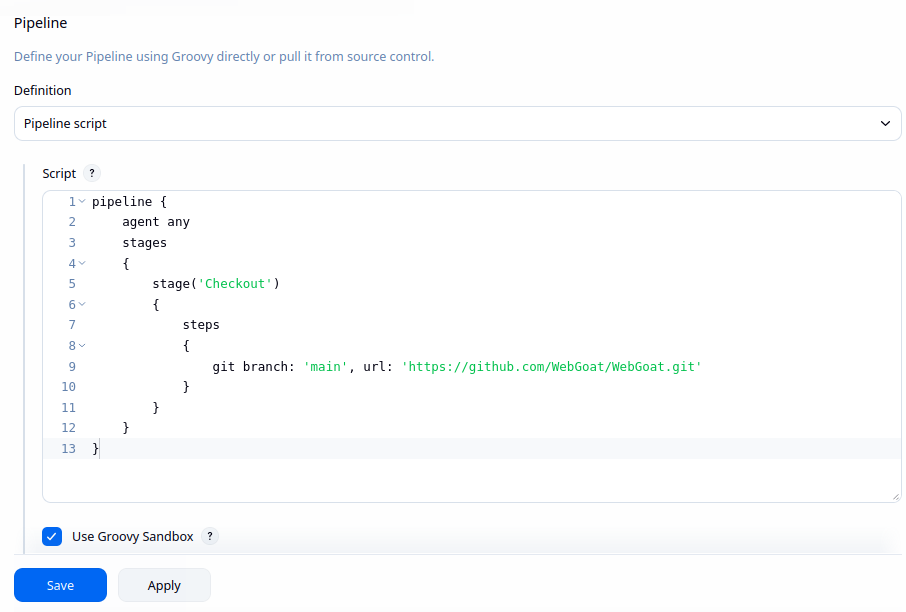 Pipeline
Define your Pipeline using Groovy directly or pull it from source control.
Definition
Pipeline script
Script ?
1 pipeline {
2     agent any
3     stages
4     {
5         stage('Checkout')
6         {
7             steps
8             {
9                 git branch: 'main', url: 'https://github.com/WebGoat/WebGoat.git'
10             }
11         }
12     }
13 }
Use Groovy Sandbox ?
Save Apply